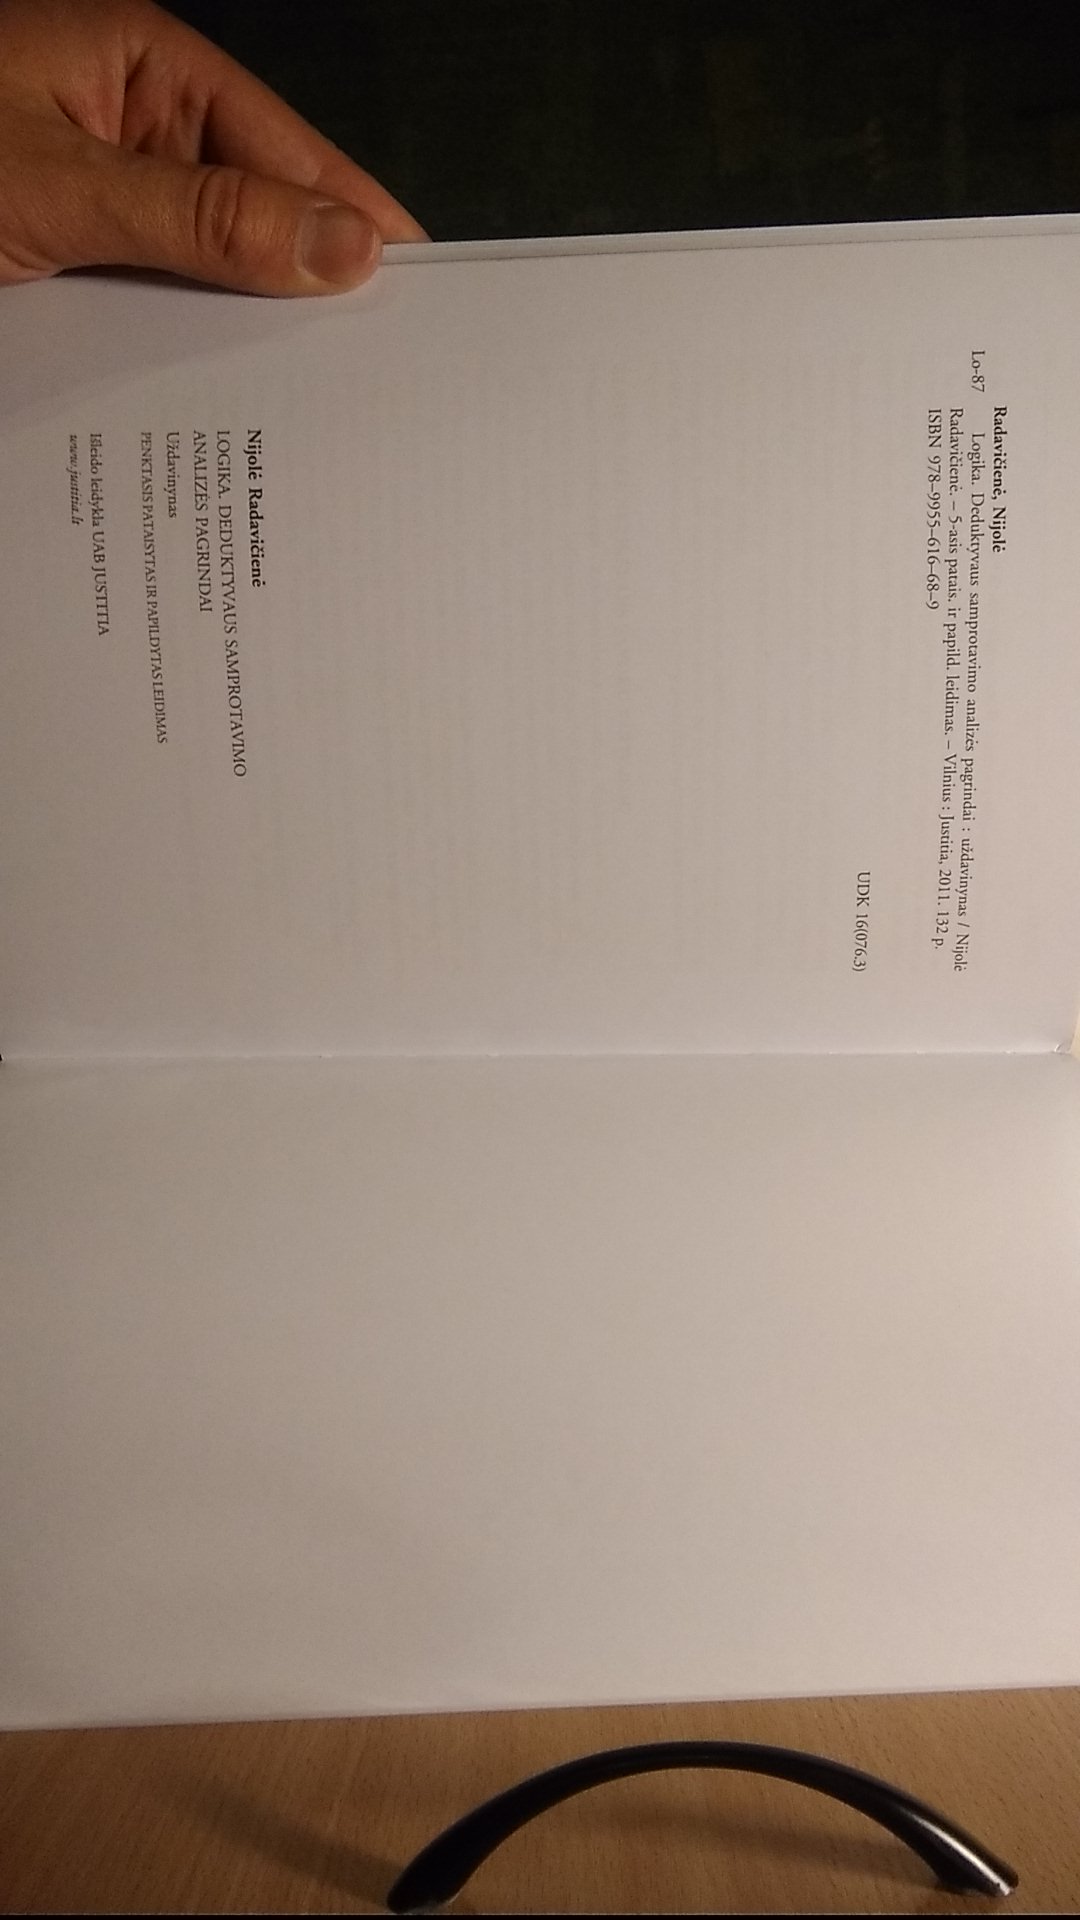 Radavičienė, Nijolė
Lo-87 Logika. Deduktyvaus samprotavimo analizės pagrindai : uždavinynas / Nijolė
Radavičienė. – 5-asis patais. ir papild. leidimas. – Vilnius : Justitia, 2011. 132 p.
ISBN 978–9955–616–68–9
UDK 16(076.3)
Nijolė Radavičienė
LOGIKA. DEDUKTYVAUS SAMPROTAVIMO
ANALIZĖS PAGRINDAI
Uždavinynas
PENKTASIS PATAISYTAS IR PAPILDYTAS LEIDIMAS
Išleido leidykla UAB JUSTITIA
www.justitia.lt